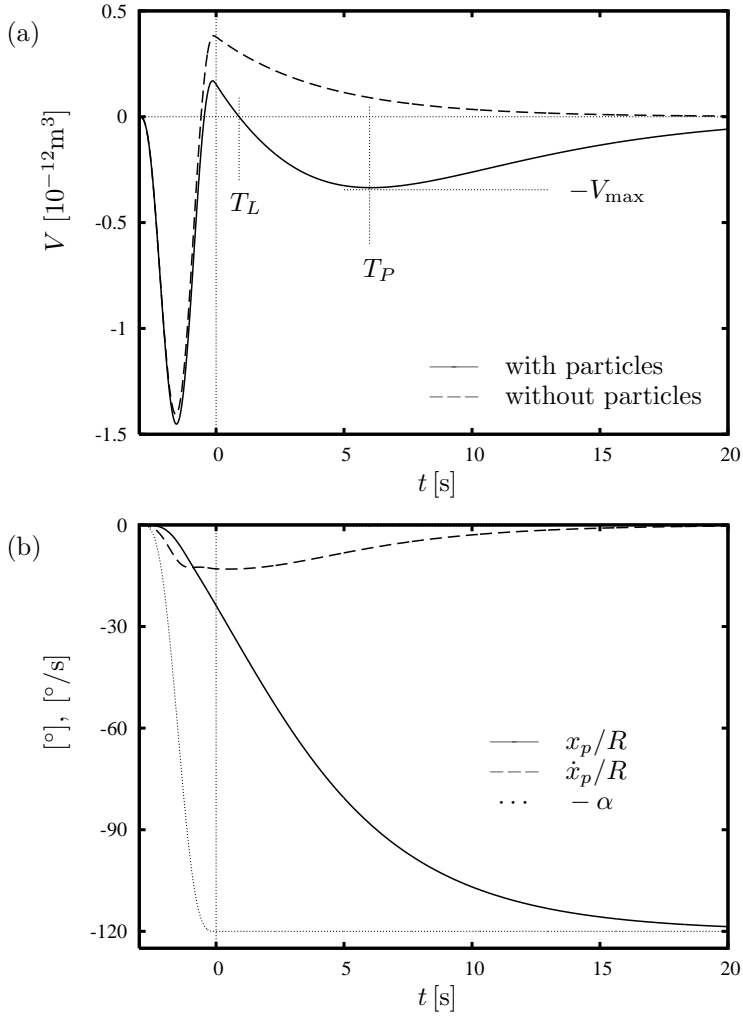 (a)
0.5
0
-0.5
-1
-1.5
V [10⁻¹²m³]
T_L
T_P
−V_max
with particles
without particles
0 5 10 15 20
t [s]
(b)
0
-30
-60
-90
-120
[°], [°/s]
x_p/R
ẋ_p/R
− α
0 5 10 15 20
t [s]